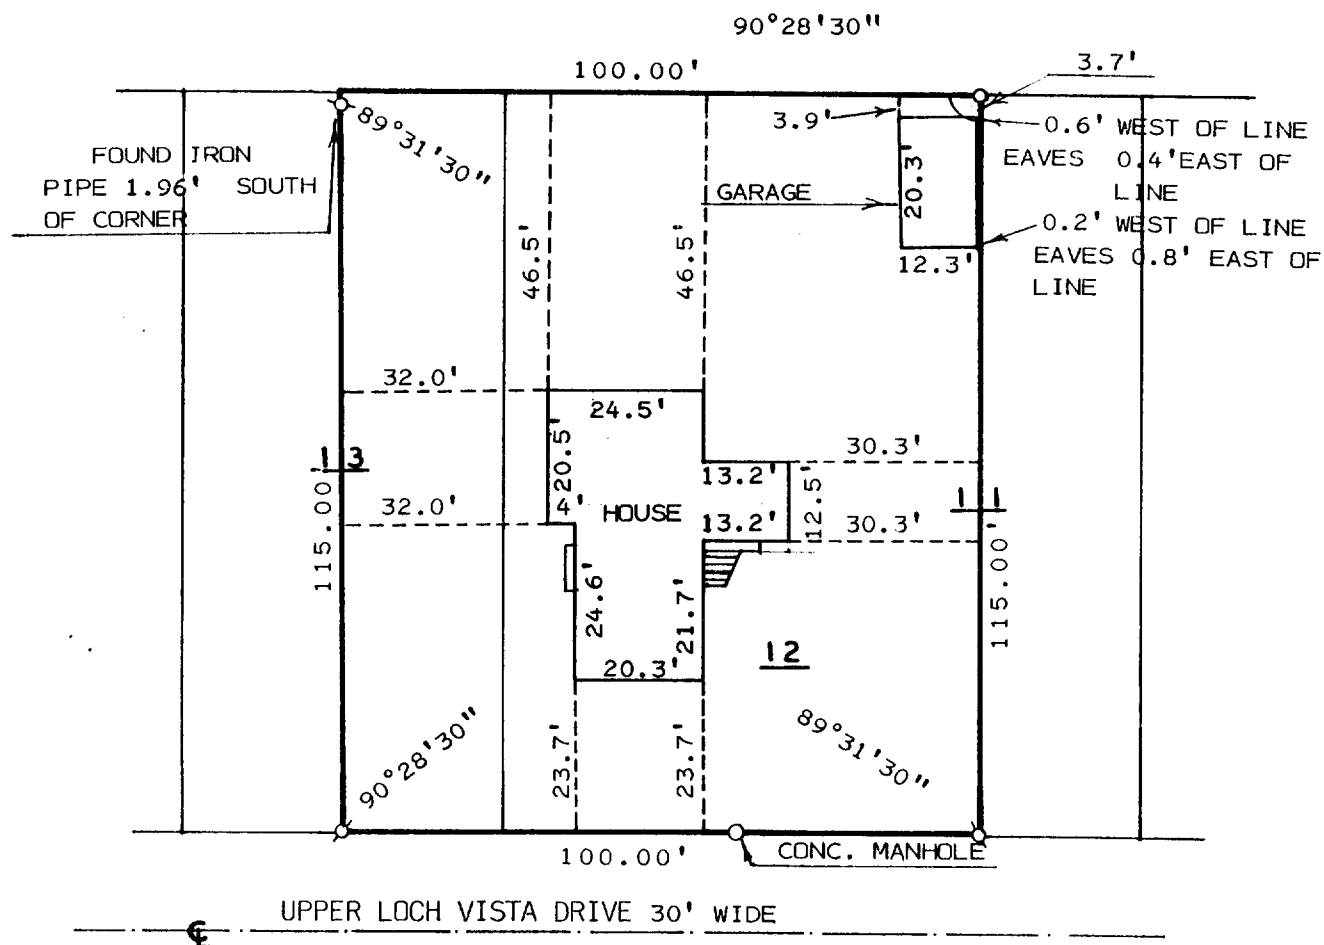 90°28'30"
100.00'
3.7'
89°31'30"
3.9'
0.6' WEST OF LINE
EAVES 0.4'EAST OF
LINE
FOUND IRON
PIPE 1.96' SOUTH
OF CORNER
GARAGE
20.3'
0.2' WEST OF LINE
EAVES 0.8' EAST OF
LINE
12.3'
46.5'
46.5'
32.0'
24.5'
20.5'
30.3'
13.2'
12.5'
13
115.00'
32.0'
4'
HOUSE
13.2'
30.3'
11
115.00'
24.6'
21.7'
20.3'
12
90°28'30"
23.7'
23.7'
89°31'30"
100.00'
CONC. MANHOLE
UPPER LOCH VISTA DRIVE 30' WIDE
℄